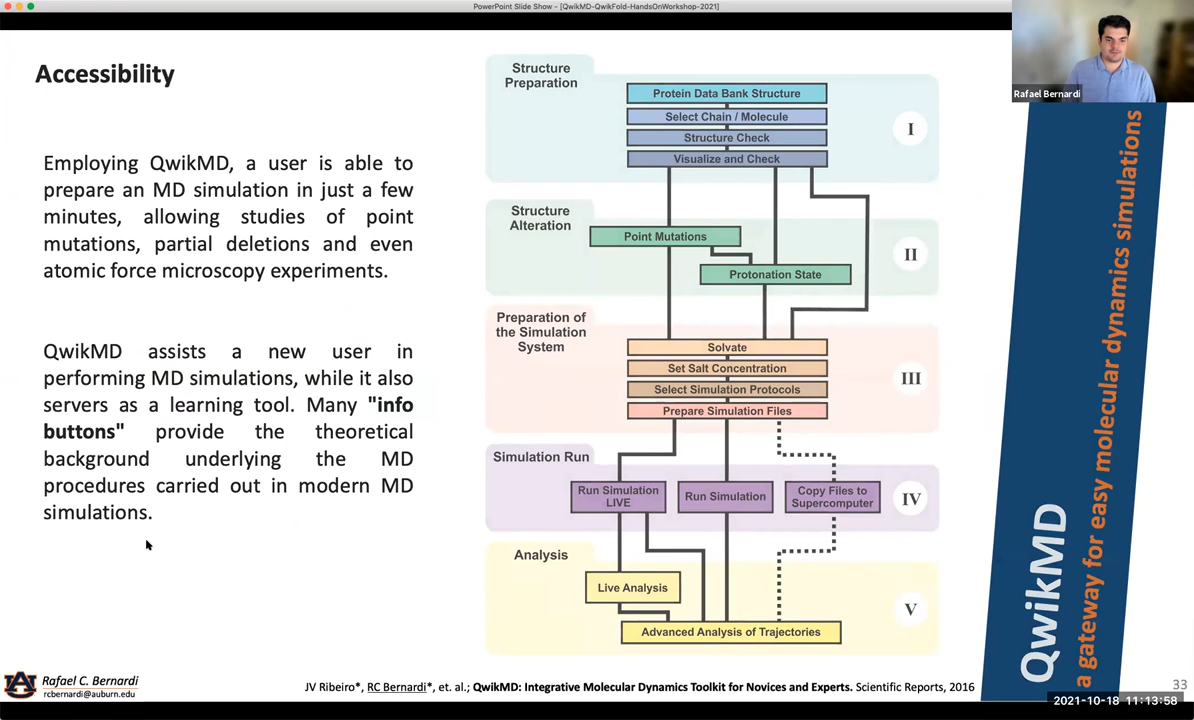 PowerPoint Slide Show - [QwikMD-QwikFold-HandsOnWorkshop-2021]
Rafael Bernardi
Accessibility
Employing QwikMD, a user is able to
prepare an MD simulation in just a few
minutes, allowing studies of point
mutations, partial deletions and even
atomic force microscopy experiments.
QwikMD assists a new user in
performing MD simulations, while it also
servers as a learning tool. Many "info
buttons" provide the theoretical
background underlying the MD
procedures carried out in modern MD
simulations.
Structure
Preparation
Protein Data Bank Structure
Select Chain / Molecule
Structure Check
Visualize and Check
I
Structure
Alteration
Point Mutations
Protonation State
II
Preparation of
the Simulation
System
Solvate
Set Salt Concentration
Select Simulation Protocols
Prepare Simulation Files
III
Simulation Run
Run Simulation
LIVE
Run Simulation
Copy Files to
Supercomputer
IV
Analysis
Live Analysis
Advanced Analysis of Trajectories
V
QwikMD
a gateway for easy molecular dynamics simulations
Rafael C. Bernardi
rcbernardi@auburn.edu
JV Ribeiro*, RC Bernardi*, et. al.; QwikMD: Integrative Molecular Dynamics Toolkit for Novices and Experts. Scientific Reports, 2016
33
2021-10-18 11:13:58